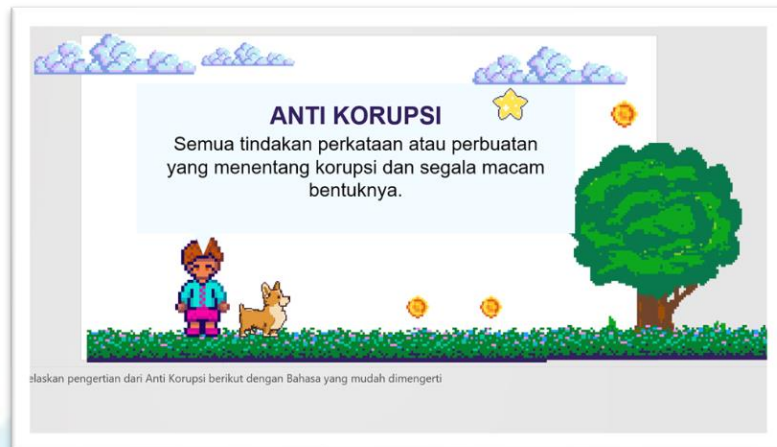 ANTI KORUPSI
Semua tindakan perkataan atau perbuatan
yang menentang korupsi dan segala macam
bentuknya.
elaskan pengertian dari Anti Korupsi berikut dengan Bahasa yang mudah dimengerti